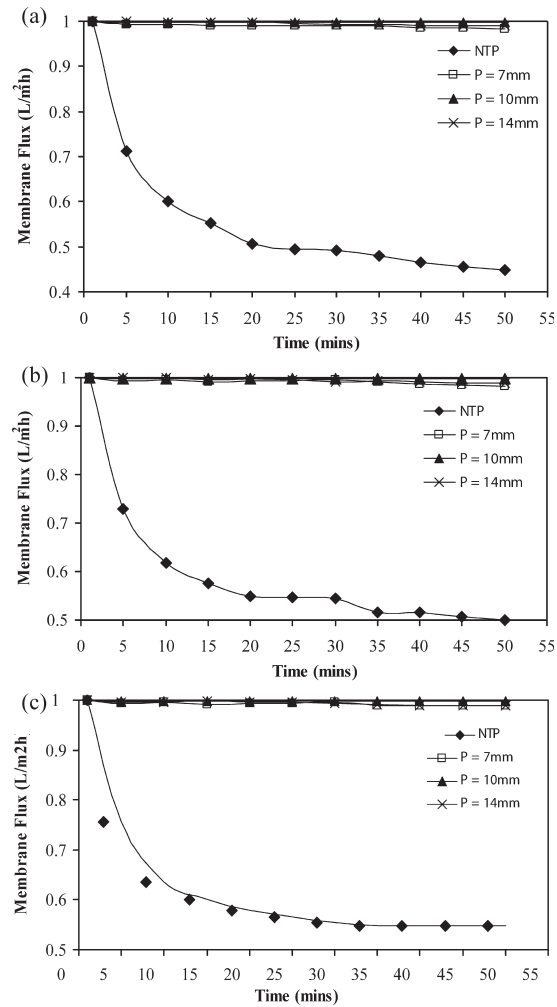 (a)
1
0.9
0.8
0.7
0.6
0.5
0.4
Membrane Flux (L/m²h)
NTP
P = 7mm
P = 10mm
P = 14mm
0 5 10 15 20 25 30 35 40 45 50 55
Time (mins)
(b)
1
0.9
0.8
0.7
0.6
0.5
Membrane Flux (L/m²h)
NTP
P = 7mm
P = 10mm
P = 14mm
0 5 10 15 20 25 30 35 40 45 50 55
Time (mins)
(c)
1
0.9
0.8
0.7
0.6
0.5
Membrane Flux (L/m2h)
NTP
P = 7mm
P = 10mm
P = 14mm
0 5 10 15 20 25 30 35 40 45 50 55
Time (mins)